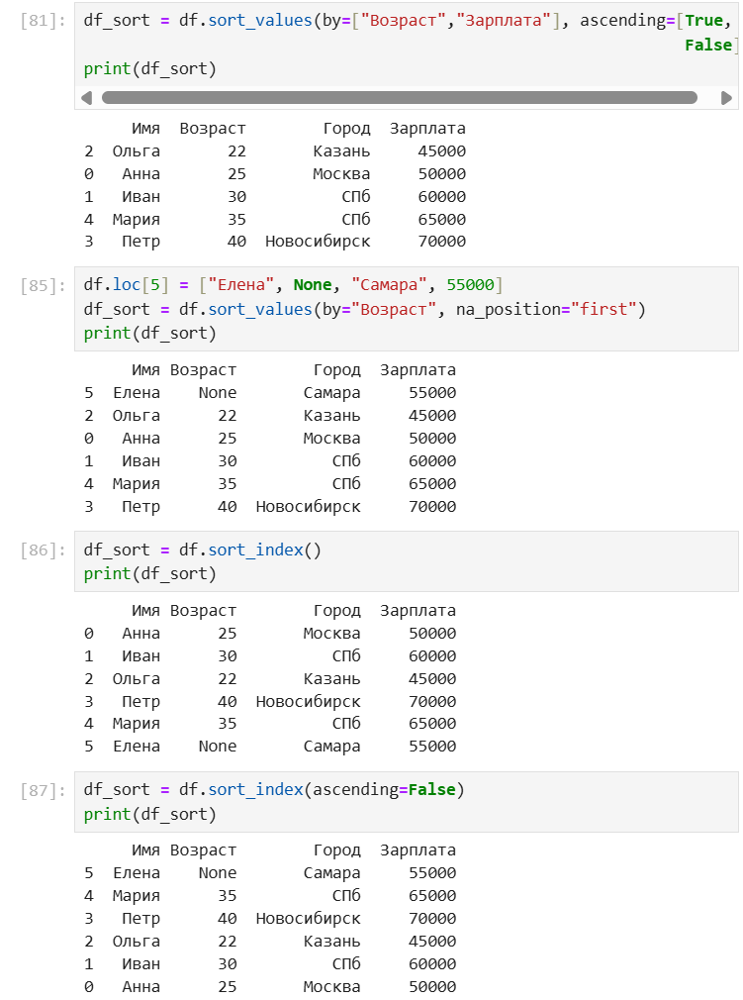 [81]: df_sort = df.sort_values(by=["Возраст","Зарплата"], ascending=[True,
False]
print(df_sort)
Имя Возраст Город Зарплата
2 Ольга 22 Казань 45000
0 Анна 25 Москва 50000
1 Иван 30 СПб 60000
4 Мария 35 СПб 65000
3 Петр 40 Новосибирск 70000
[85]: df.loc[5] = ["Елена", None, "Самара", 55000]
df_sort = df.sort_values(by="Возраст", na_position="first")
print(df_sort)
Имя Возраст Город Зарплата
5 Елена None Самара 55000
2 Ольга 22 Казань 45000
0 Анна 25 Москва 50000
1 Иван 30 СПб 60000
4 Мария 35 СПб 65000
3 Петр 40 Новосибирск 70000
[86]: df_sort = df.sort_index()
print(df_sort)
Имя Возраст Город Зарплата
0 Анна 25 Москва 50000
1 Иван 30 СПб 60000
2 Ольга 22 Казань 45000
3 Петр 40 Новосибирск 70000
4 Мария 35 СПб 65000
5 Елена None Самара 55000
[87]: df_sort = df.sort_index(ascending=False)
print(df_sort)
Имя Возраст Город Зарплата
5 Елена None Самара 55000
4 Мария 35 СПб 65000
3 Петр 40 Новосибирск 70000
2 Ольга 22 Казань 45000
1 Иван 30 СПб 60000
0 Анна 25 Москва 50000